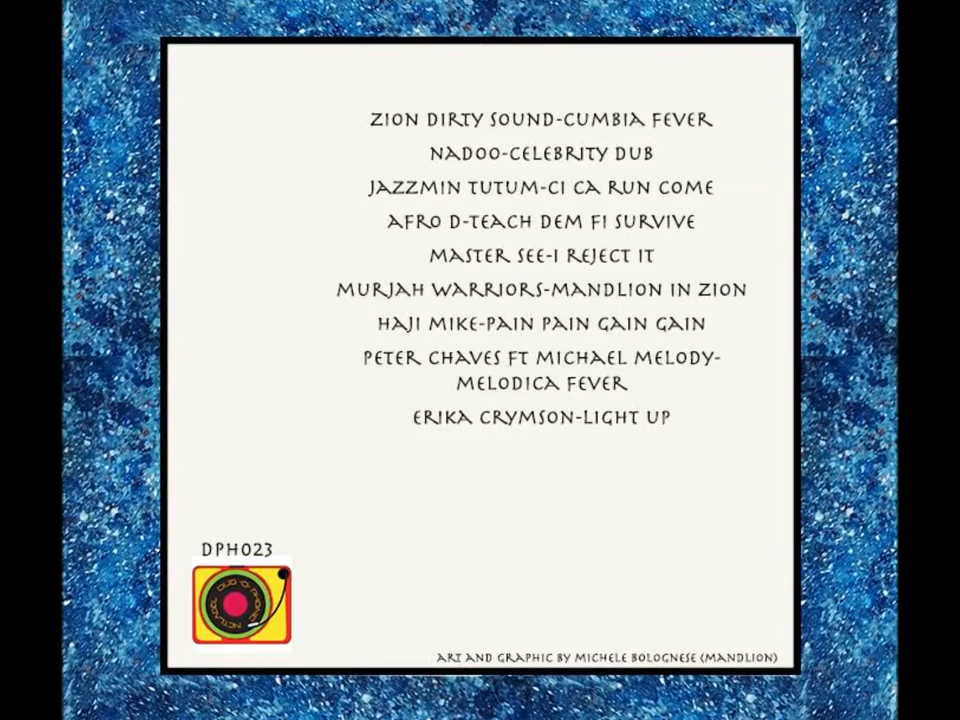 ZION DIRTY SOUND-CUMBIA FEVER
NADOO-CELEBRITY DUB
JAZZMIN TUTUM-CI CA RUN COME
AFRO D-TEACH DEM FI SURVIVE
MASTER SEE-I REJECT IT
MURJAH WARRIORS-MANDLION IN ZION
HAJI MIKE-PAIN PAIN GAIN GAIN
PETER CHAVES FT MICHAEL MELODY-
MELODICA FEVER
ERIKA CRYMSON-LIGHT UP
DPH023
NETLABEL
ART AND GRAPHIC BY MICHELE BOLOGNESE (MANDLION)